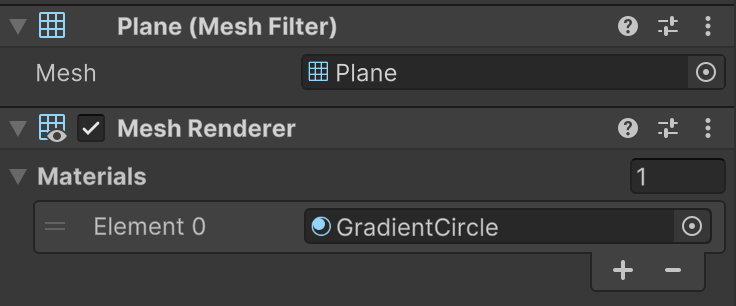 Plane (Mesh Filter)
Mesh Plane
Mesh Renderer
Materials 1
Element 0 GradientCircle